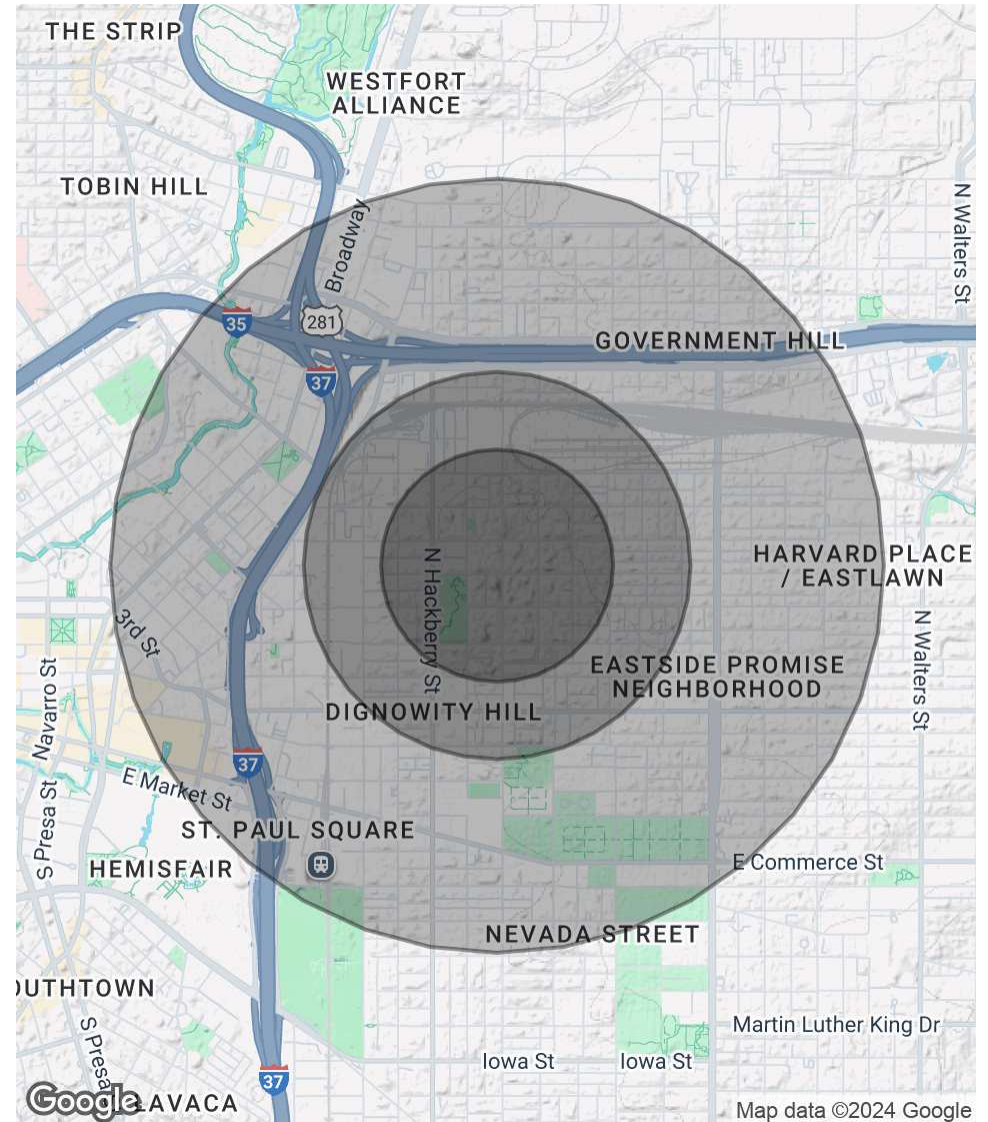 THE STRIP
WESTFORT
ALLIANCE
TOBIN HILL
N Walters St
Broadway
35
281
37
GOVERNMENT HILL
N Hackberry St
HARVARD PLACE
/ EASTLAWN
3rd St
EASTSIDE PROMISE
NEIGHBORHOOD
N Walters St
Navarro St
DIGNOWITY HILL
37
E Market St
S Presa St
ST. PAUL SQUARE
HEMISFAIR
E Commerce St
NEVADA STREET
OUTHTOWN
S Presa
Martin Luther King Dr
Iowa St
Iowa St
37
Google
LAVACA
Map data ©2024 Google